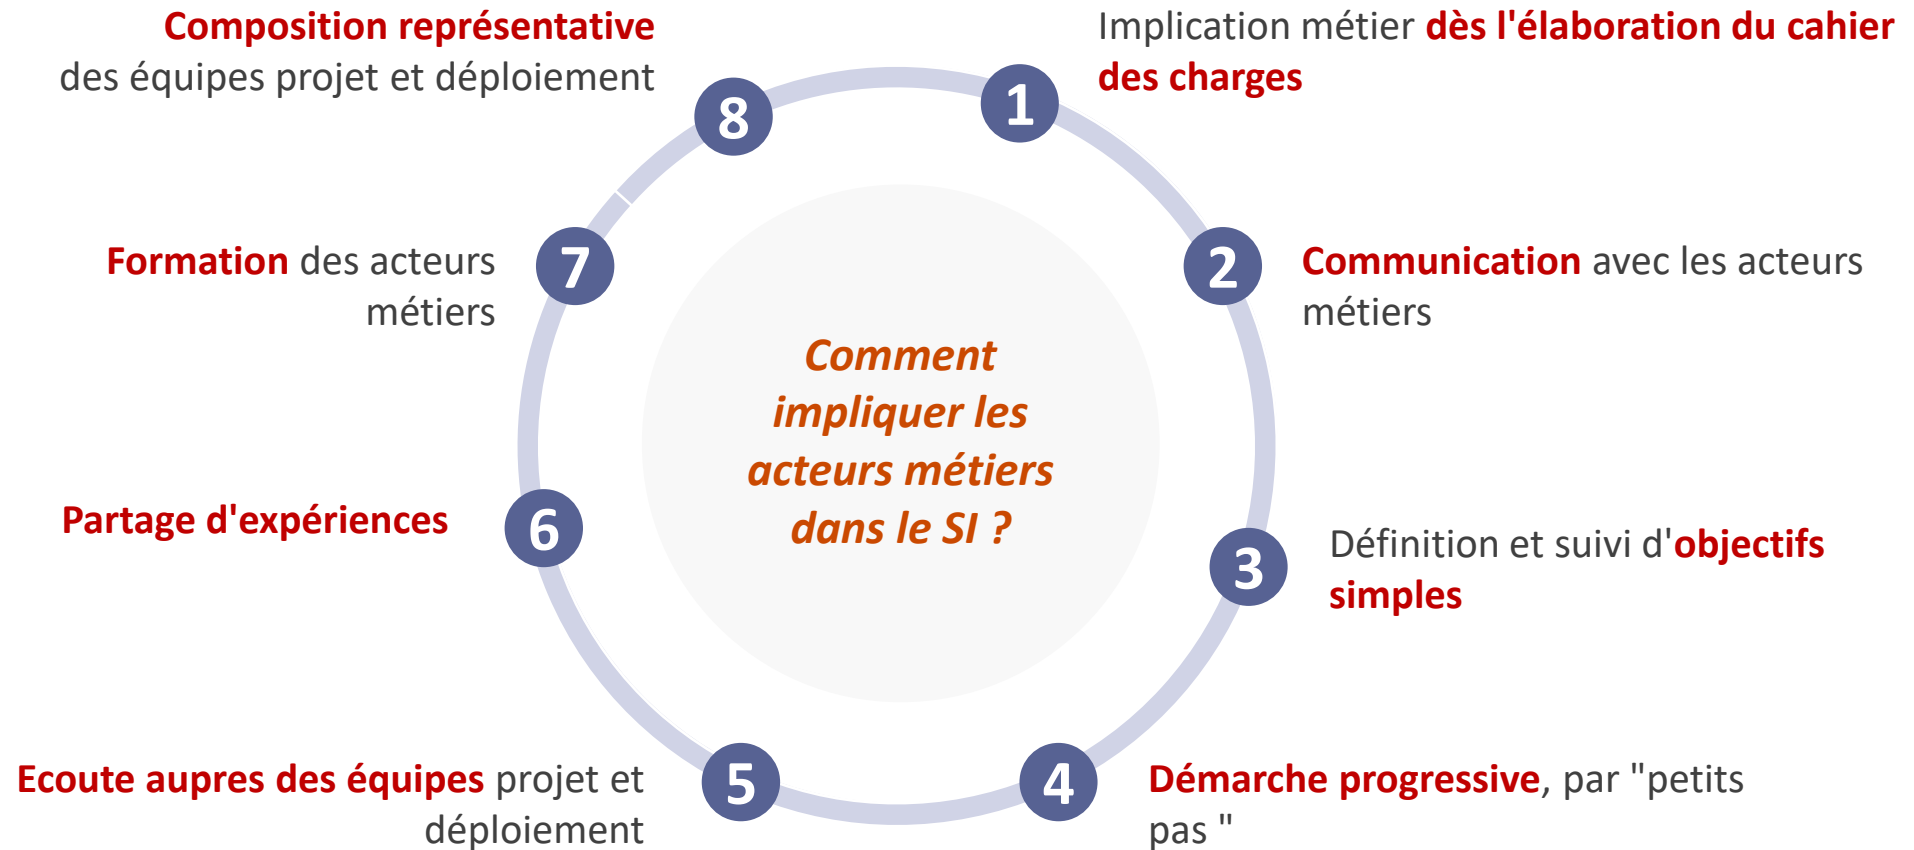 Implication métier dès l'élaboration du cahier
des charges
1
Communication avec les acteurs
métiers
2
Définition et suivi d'objectifs
simples
3
Démarche progressive, par "petits
pas "
4
Ecoute aupres des équipes projet et
déploiement
5
Partage d'expériences
6
Formation des acteurs
métiers
7
Composition représentative
des équipes projet et déploiement
8
Comment
impliquer les
acteurs métiers
dans le SI ?